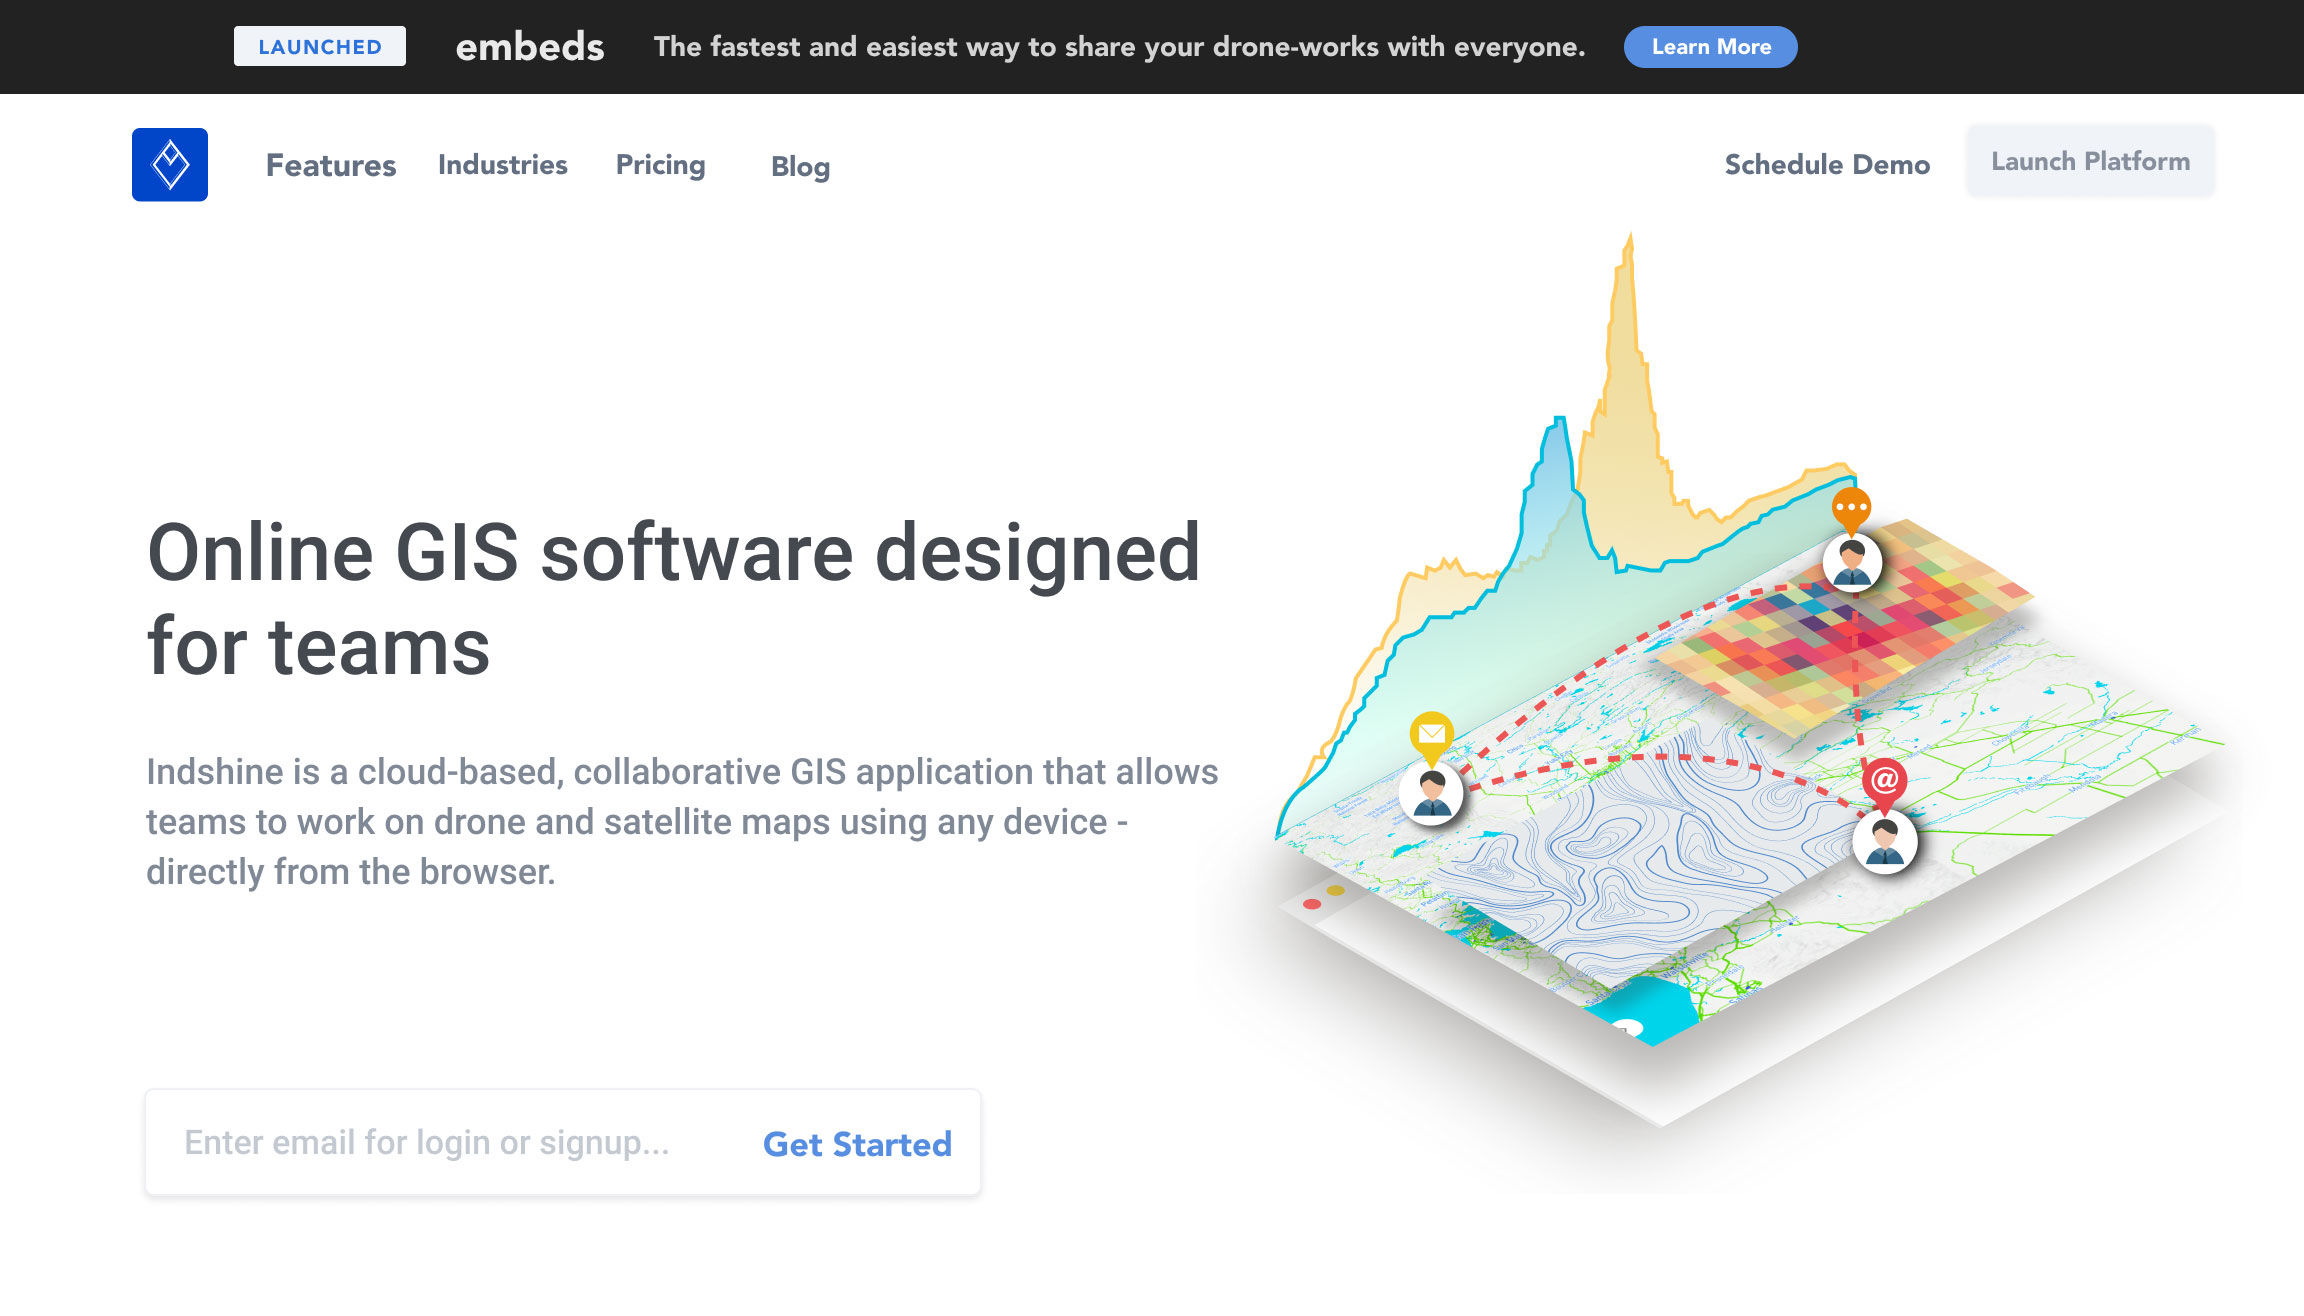 LAUNCHED embeds The fastest and easiest way to share your drone-works with everyone. Learn More
Features Industries Pricing Blog Schedule Demo Launch Platform
Online GIS software designed
for teams
Indshine is a cloud-based, collaborative GIS application that allows
teams to work on drone and satellite maps using any device -
directly from the browser.
@
Enter email for login or signup... Get Started